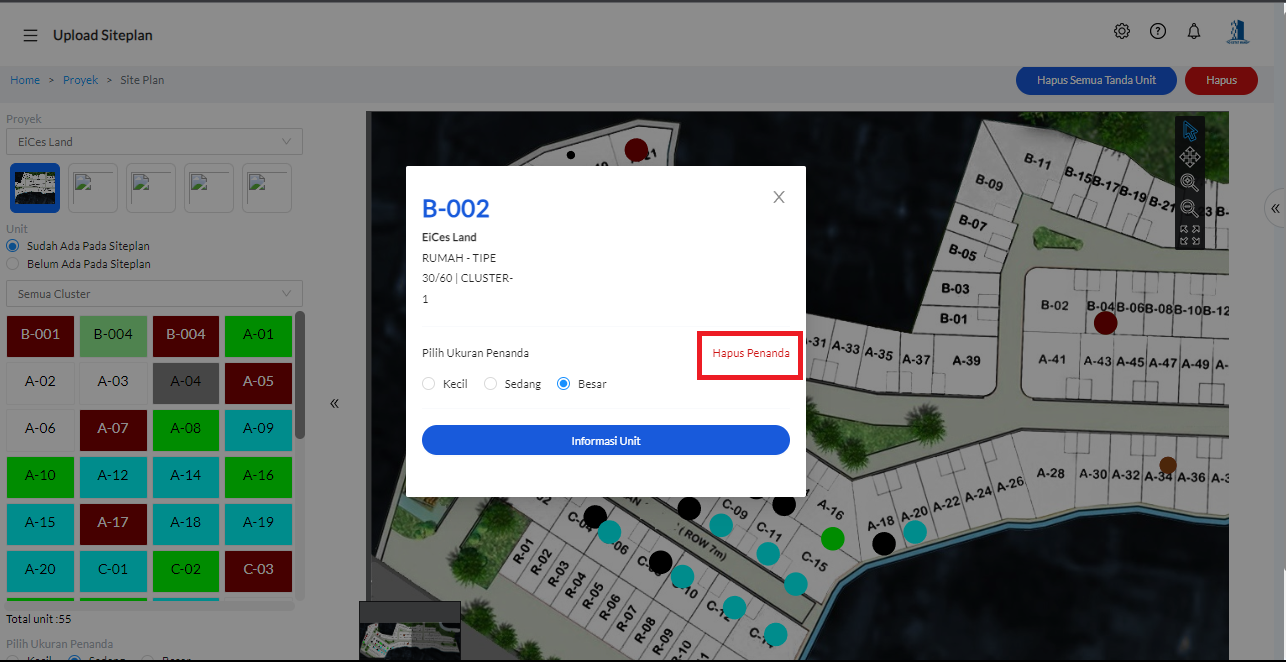 Upload Siteplan
Home > Proyek > Site Plan
Hapus Semua Tanda Unit
Hapus
Proyek
EiCes Land
Unit
Sudah Ada Pada Siteplan
Belum Ada Pada Siteplan
Semua Cluster
B-001 B-004 B-004 A-01
A-02 A-03 A-04 A-05
A-06 A-07 A-08 A-09
A-10 A-12 A-14 A-16
A-15 A-17 A-18 A-19
A-20 C-01 C-02 C-03
Total unit :55
Pilih Ukuran Penanda
Kecil Sedang Besar
B-002
EiCes Land
RUMAH - TIPE
30/60 | CLUSTER-
1
Pilih Ukuran Penanda
Hapus Penanda
Kecil Sedang Besar
Informasi Unit
B-11
B-15
B-17
B-19
B-21
B-09
B-07
B-05
B-03
B-01
B-02
B-04
B-06
B-08
B-10
B-12
A-33
A-35
A-37
A-39
A-41
A-43
A-45
A-47
A-49
A-28
A-30
A-32
A-34
A-36
A-26
A-24
A-22
A-20
A-18
A-16
C-04
C-09
C-11
C-15
(ROW 7m)
R-01
R-02
R-03
R-04
R-05
R-06
R-07
R-08
R-09